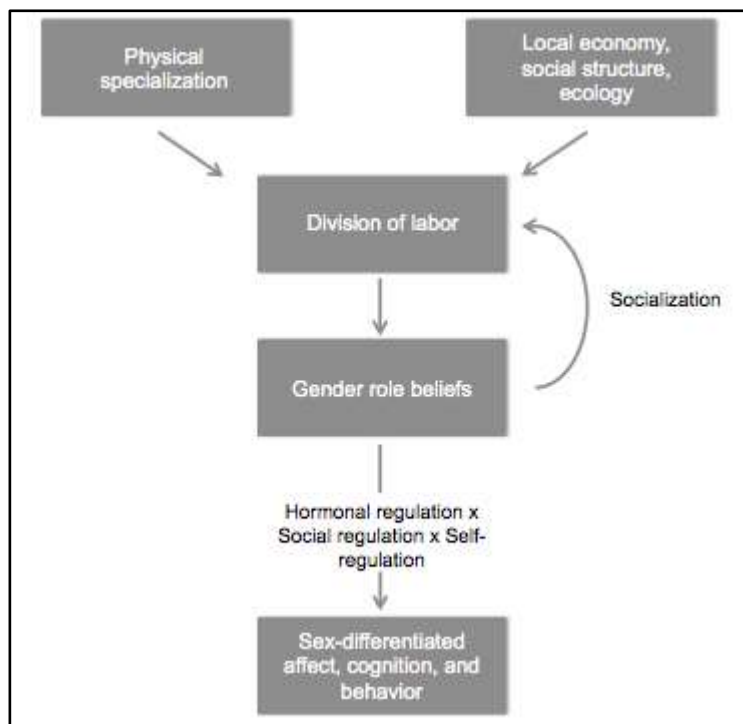 Physical
specialization
Local economy,
social structure,
ecology
Division of labor
Socialization
Gender role beliefs
Hormonal regulation x
Social regulation x Self-
regulation
Sex-differentiated
affect, cognition, and
behavior